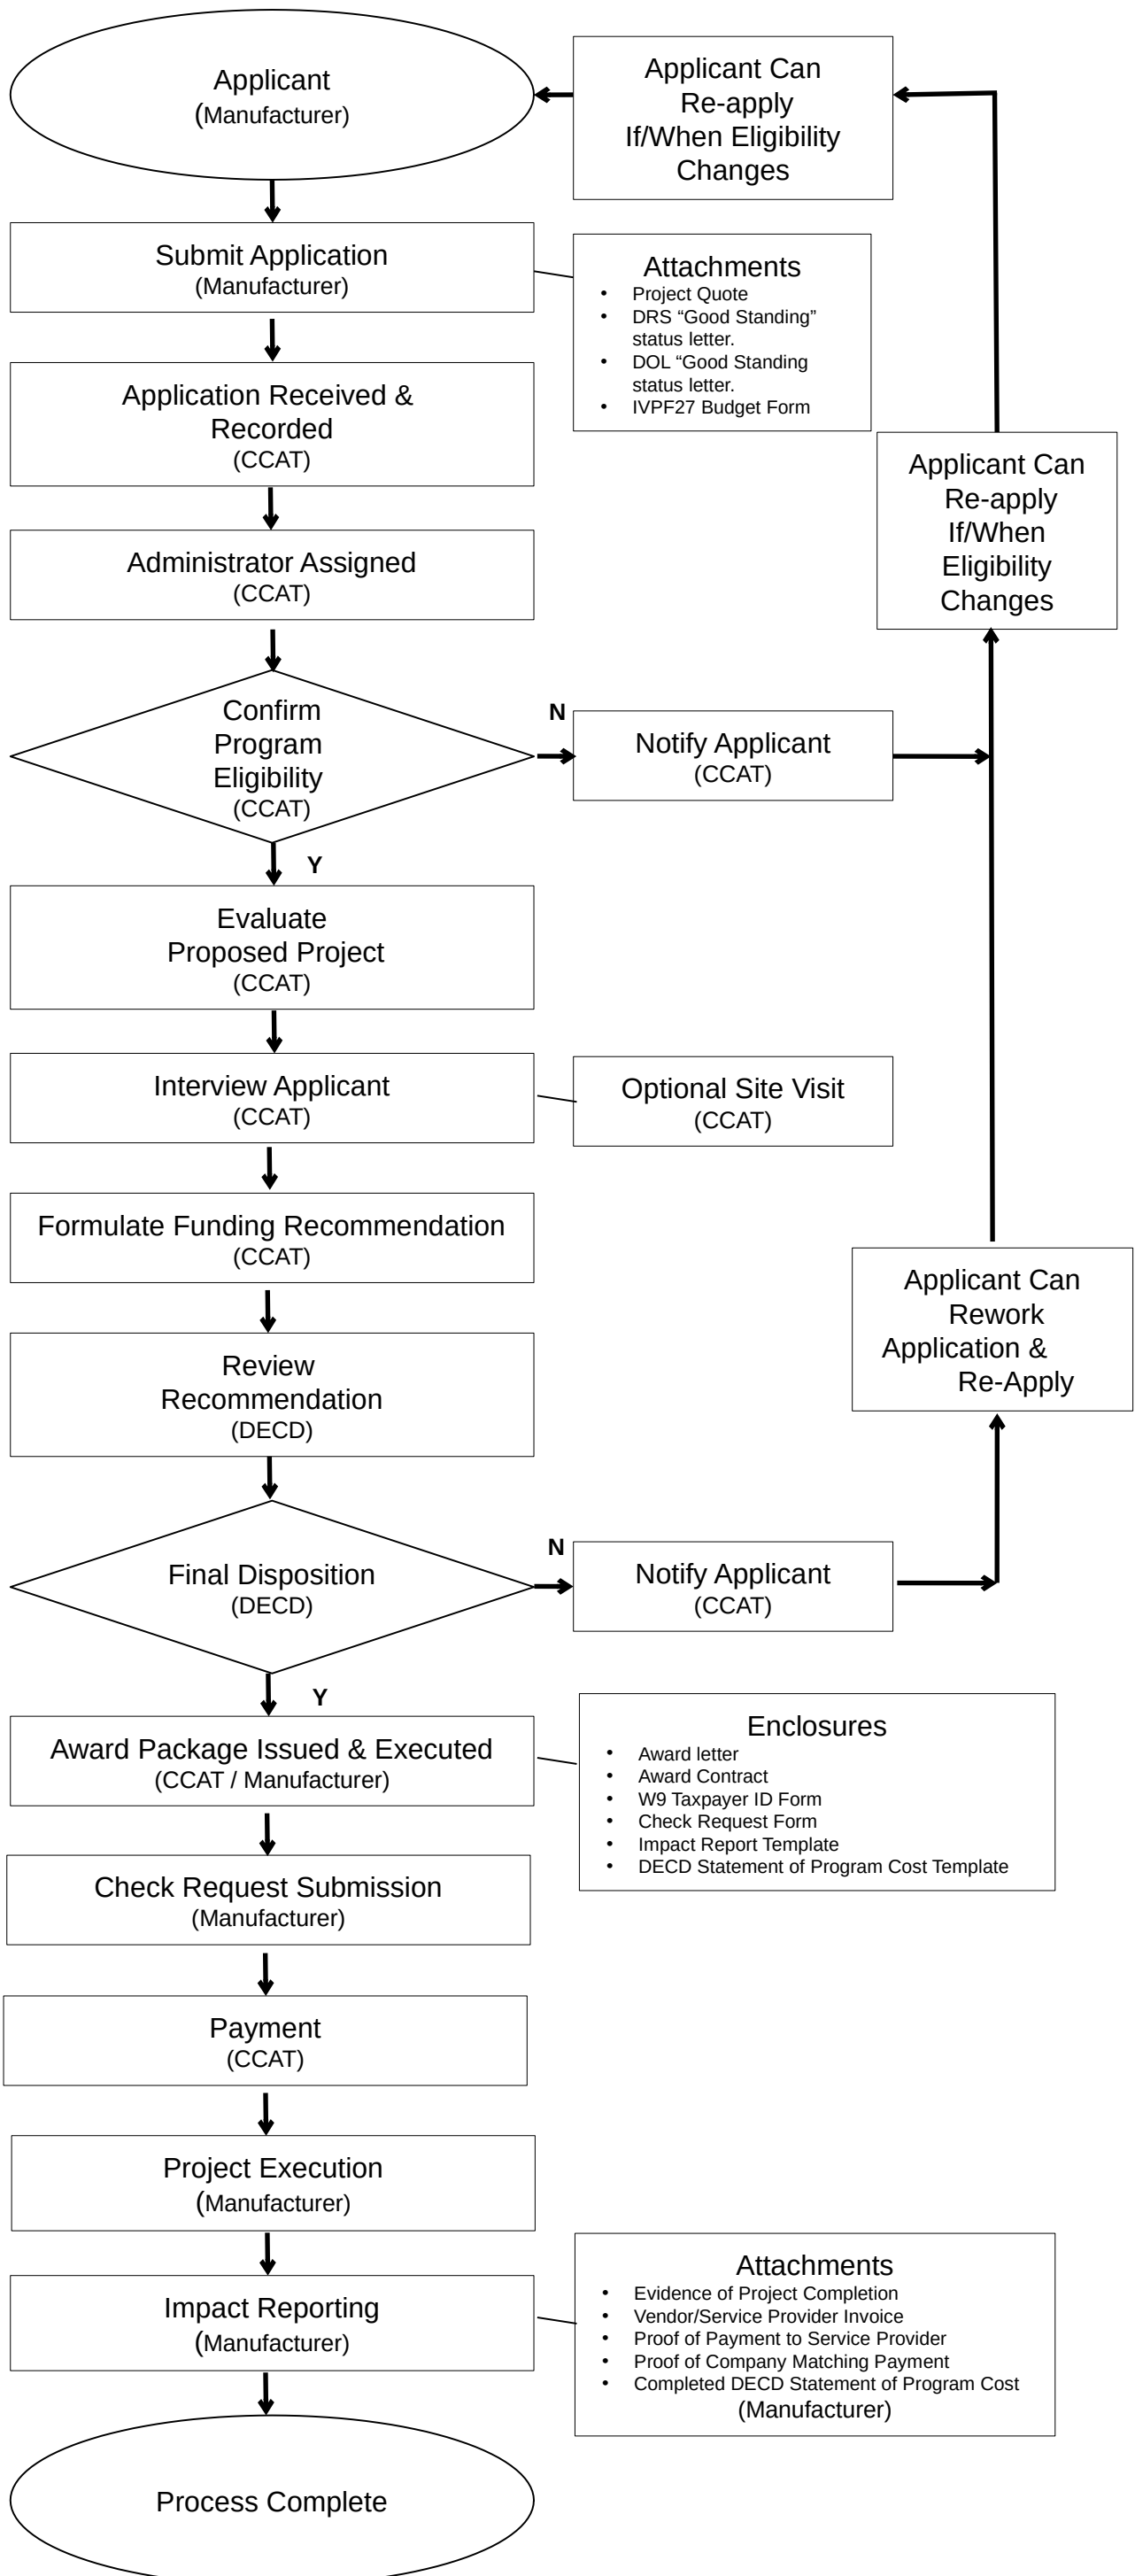 Applicant
(Manufacturer)
Applicant Can
Re-apply
If/When Eligibility
Changes
Submit Application
(Manufacturer)
Attachments
• Project Quote
• DRS “Good Standing”
status letter.
• DOL “Good Standing
status letter.
• IVPF27 Budget Form
Application Received &
Recorded
(CCAT)
Applicant Can
Re-apply
If/When
Eligibility
Changes
Administrator Assigned
(CCAT)
Confirm
Program
Eligibility
(CCAT)
N
Notify Applicant
(CCAT)
Y
Evaluate
Proposed Project
(CCAT)
Interview Applicant
(CCAT)
Optional Site Visit
(CCAT)
Formulate Funding Recommendation
(CCAT)
Applicant Can
Rework
Application &
Re-Apply
Review
Recommendation
(DECD)
Final Disposition
(DECD)
N
Notify Applicant
(CCAT)
Y
Award Package Issued & Executed
(CCAT / Manufacturer)
Enclosures
• Award letter
• Award Contract
• W9 Taxpayer ID Form
• Check Request Form
• Impact Report Template
• DECD Statement of Program Cost Template
Check Request Submission
(Manufacturer)
Payment
(CCAT)
Project Execution
(Manufacturer)
Impact Reporting
(Manufacturer)
Attachments
• Evidence of Project Completion
• Vendor/Service Provider Invoice
• Proof of Payment to Service Provider
• Proof of Company Matching Payment
• Completed DECD Statement of Program Cost
(Manufacturer)
Process Complete